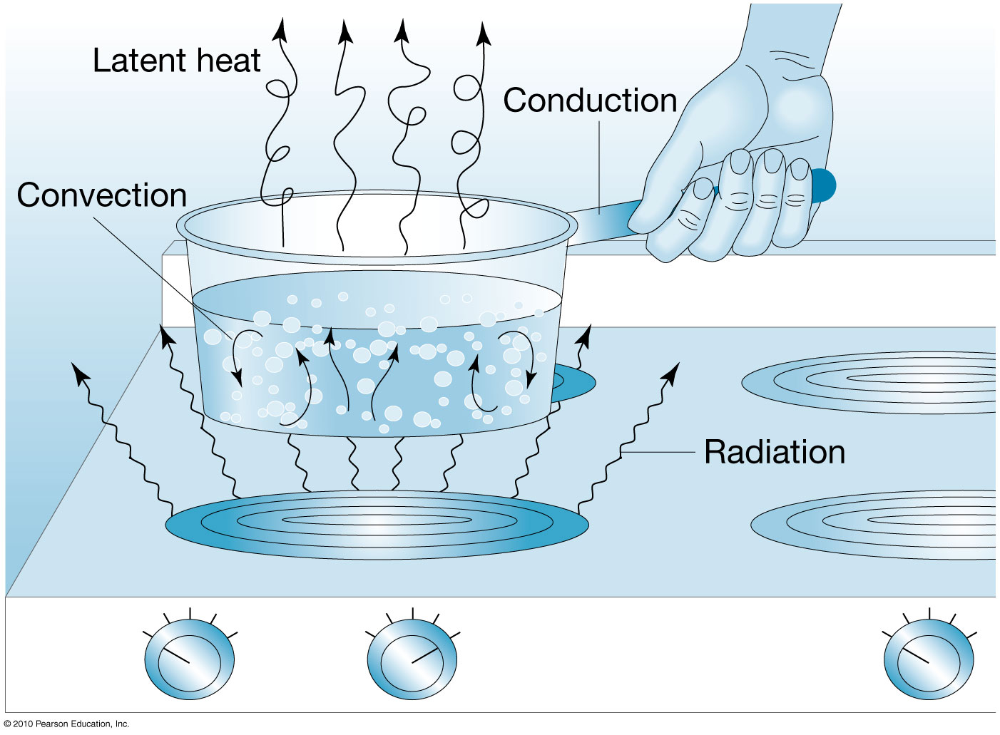 Latent heat
Conduction
Convection
Radiation
© 2010 Pearson Education, Inc.